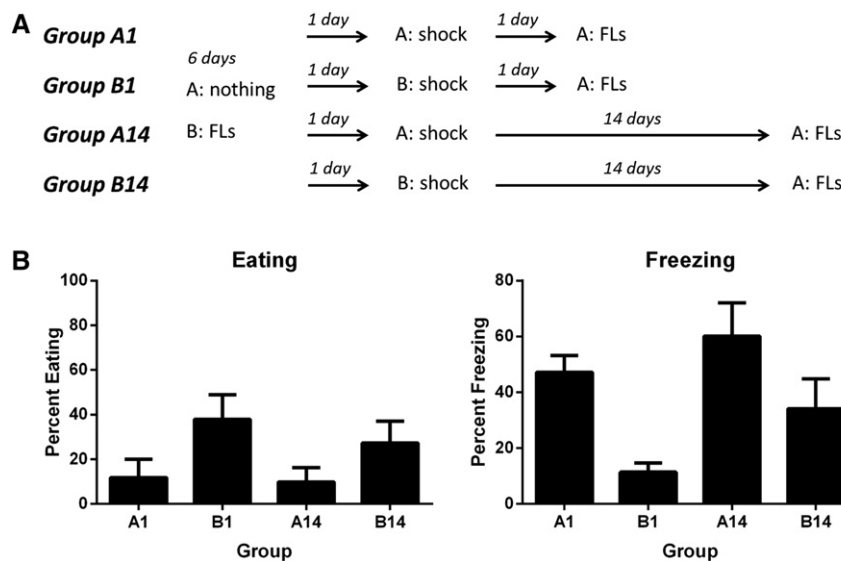 A
1 day 1 day
Group A1 A: shock A: FLs
6 days
1 day 1 day
Group B1 A: nothing B: shock A: FLs
1 day 14 days
Group A14 B: FLs A: shock A: FLs
1 day 14 days
Group B14 B: shock A: FLs
B
Eating Freezing
100 80
80 60
60 40
40 20
20 0
0
Percent Eating
Percent Freezing
A1 B1 A14 B14 A1 B1 A14 B14
Group Group